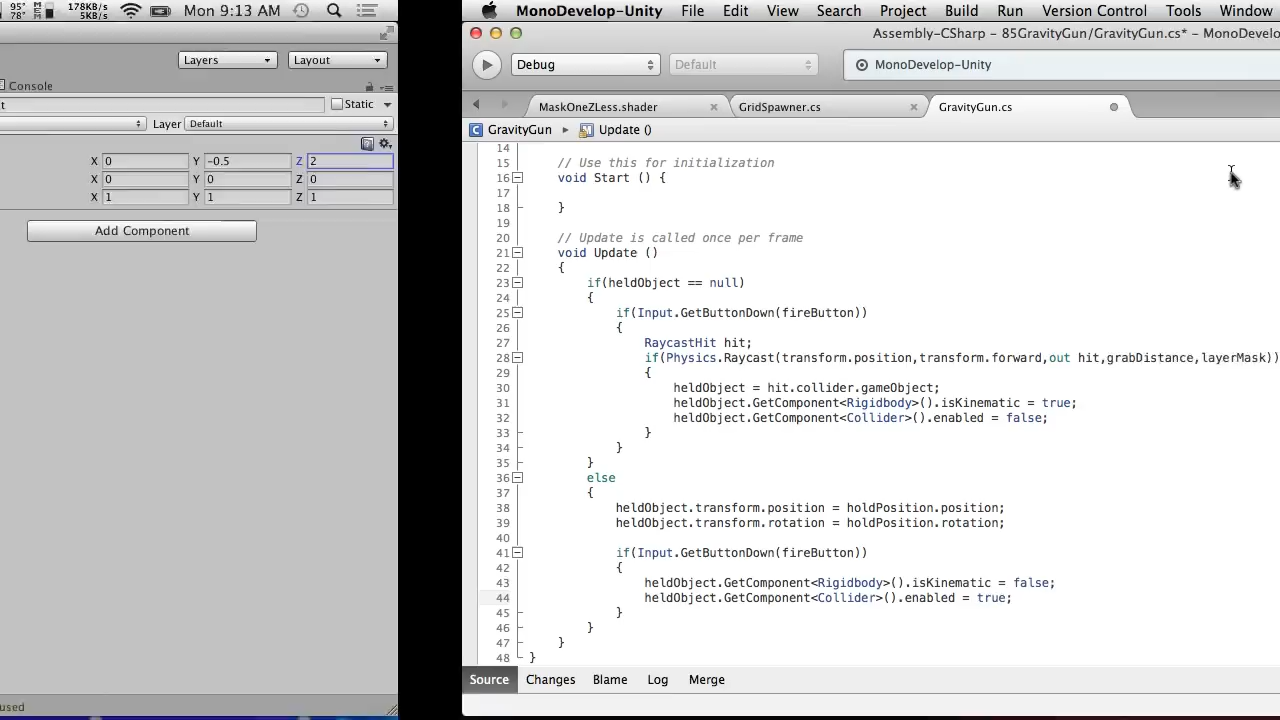 95° M 178KB/s Mon 9:13 AM
78° 5KB/s
Layers Layout
Console
t Static
Layer Default
X 0 Y -0.5 Z 2
X 0 Y 0 Z 0
X 1 Y 1 Z 1
Add Component
used
MonoDevelop-Unity File Edit View Search Project Build Run Version Control Tools Window
Assembly-CSharp - 85GravityGun/GravityGun.cs* - MonoDevelo
Debug Default MonoDevelop-Unity
MaskOneZLess.shader GridSpawner.cs GravityGun.cs
GravityGun Update ()
14
15 // Use this for initialization
16 void Start () {
17
18 }
19
20 // Update is called once per frame
21 void Update ()
22 {
23 if(heldObject == null)
24 {
25 if(Input.GetButtonDown(fireButton))
26 {
27 RaycastHit hit;
28 if(Physics.Raycast(transform.position,transform.forward,out hit,grabDistance,layerMask))
29 {
30 heldObject = hit.collider.gameObject;
31 heldObject.GetComponent<Rigidbody>().isKinematic = true;
32 heldObject.GetComponent<Collider>().enabled = false;
33 }
34 }
35 }
36 else
37 {
38 heldObject.transform.position = holdPosition.position;
39 heldObject.transform.rotation = holdPosition.rotation;
40
41 if(Input.GetButtonDown(fireButton))
42 {
43 heldObject.GetComponent<Rigidbody>().isKinematic = false;
44 heldObject.GetComponent<Collider>().enabled = true;
45 }
46 }
47 }
48 }
Source Changes Blame Log Merge